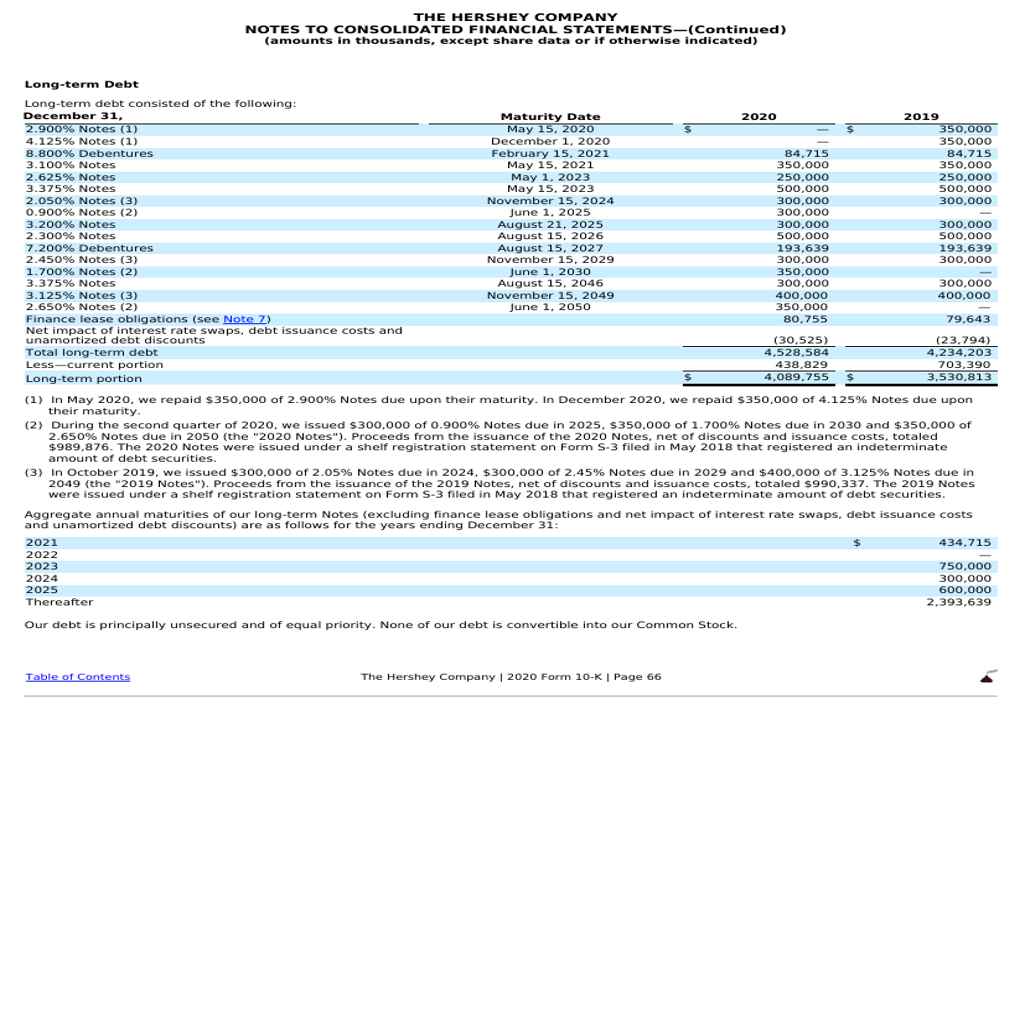 THE HERSHEY COMPANY
NOTES TO CONSOLIDATED FINANCIAL STATEMENTS—(Continued)
(amounts in thousands, except share data or if otherwise indicated)
Long-term Debt
Long-term debt consisted of the following:
December 31, Maturity Date 2020 2019
2.900% Notes (1) May 15, 2020 $ — $ 350,000
4.125% Notes (1) December 1, 2020 — 350,000
8.800% Debentures February 15, 2021 84,715 84,715
3.100% Notes May 15, 2021 350,000 350,000
2.625% Notes May 1, 2023 250,000 250,000
3.375% Notes May 15, 2023 500,000 500,000
2.050% Notes (3) November 15, 2024 300,000 300,000
0.900% Notes (2) June 1, 2025 300,000 —
3.200% Notes August 21, 2025 300,000 300,000
2.300% Notes August 15, 2026 500,000 500,000
7.200% Debentures August 15, 2027 193,639 193,639
2.450% Notes (3) November 15, 2029 300,000 300,000
1.700% Notes (2) June 1, 2030 350,000 —
3.375% Notes August 15, 2046 300,000 300,000
3.125% Notes (3) November 15, 2049 400,000 400,000
2.650% Notes (2) June 1, 2050 350,000 —
Finance lease obligations (see Note 7) 80,755 79,643
Net impact of interest rate swaps, debt issuance costs and
unamortized debt discounts (30,525) (23,794)
Total long-term debt 4,528,584 4,234,203
Less—current portion 438,829 703,390
Long-term portion $ 4,089,755 $ 3,530,813
(1) In May 2020, we repaid $350,000 of 2.900% Notes due upon their maturity. In December 2020, we repaid $350,000 of 4.125% Notes due upon
their maturity.
(2) During the second quarter of 2020, we issued $300,000 of 0.900% Notes due in 2025, $350,000 of 1.700% Notes due in 2030 and $350,000 of
2.650% Notes due in 2050 (the "2020 Notes"). Proceeds from the issuance of the 2020 Notes, net of discounts and issuance costs, totaled
$989,876. The 2020 Notes were issued under a shelf registration statement on Form S-3 filed in May 2018 that registered an indeterminate
amount of debt securities.
(3) In October 2019, we issued $300,000 of 2.05% Notes due in 2024, $300,000 of 2.45% Notes due in 2029 and $400,000 of 3.125% Notes due in
2049 (the "2019 Notes"). Proceeds from the issuance of the 2019 Notes, net of discounts and issuance costs, totaled $990,337. The 2019 Notes
were issued under a shelf registration statement on Form S-3 filed in May 2018 that registered an indeterminate amount of debt securities.
Aggregate annual maturities of our long-term Notes (excluding finance lease obligations and net impact of interest rate swaps, debt issuance costs
and unamortized debt discounts) are as follows for the years ending December 31:
2021 $ 434,715
2022 —
2023 750,000
2024 300,000
2025 600,000
Thereafter 2,393,639
Our debt is principally unsecured and of equal priority. None of our debt is convertible into our Common Stock.
Table of Contents The Hershey Company | 2020 Form 10-K | Page 66